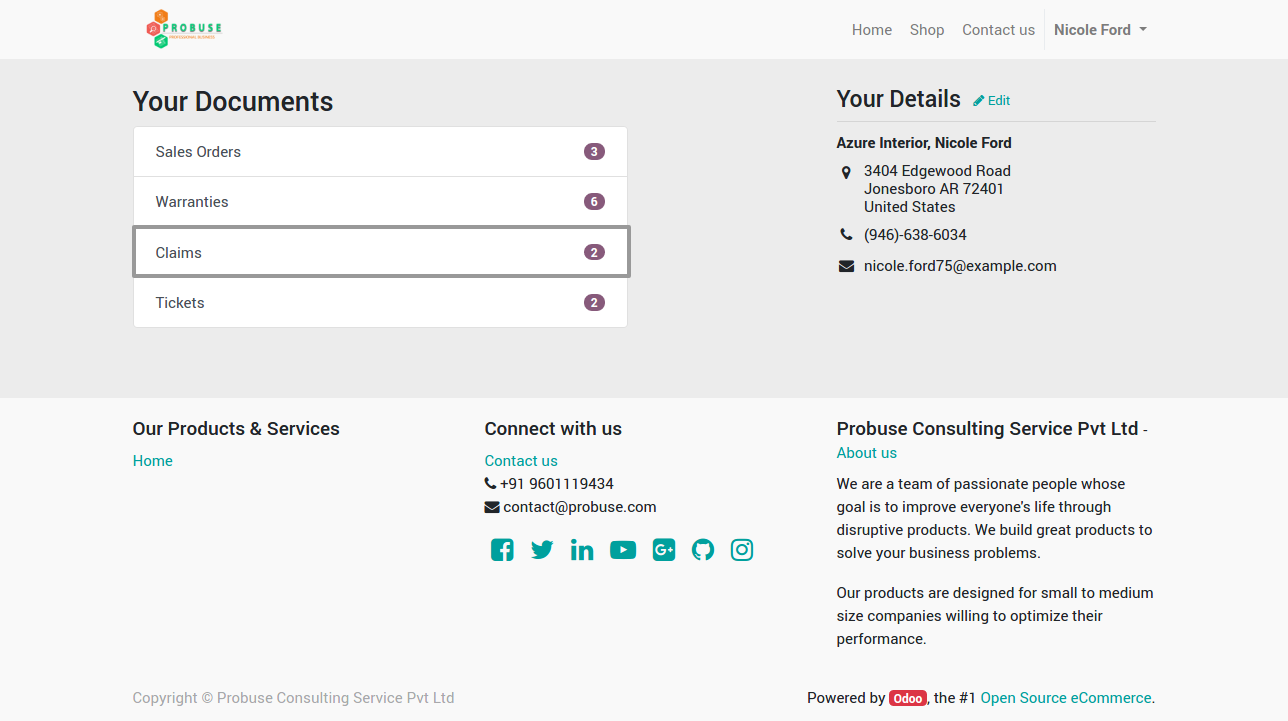 PROBUSE
PROFESSIONAL BUSINESS
Home Shop Contact us Nicole Ford
Your Documents
Sales Orders 3
Warranties 6
Claims 2
Tickets 2
Your Details Edit
Azure Interior, Nicole Ford
3404 Edgewood Road
Jonesboro AR 72401
United States
(946)-638-6034
nicole.ford75@example.com
Our Products & Services
Home
Connect with us
Contact us
+91 9601119434
contact@probuse.com
Probuse Consulting Service Pvt Ltd -
About us
We are a team of passionate people whose
goal is to improve everyone’s life through
disruptive products. We build great products to
solve your business problems.
Our products are designed for small to medium
size companies willing to optimize their
performance.
Copyright © Probuse Consulting Service Pvt Ltd
Powered by Odoo, the #1 Open Source eCommerce.